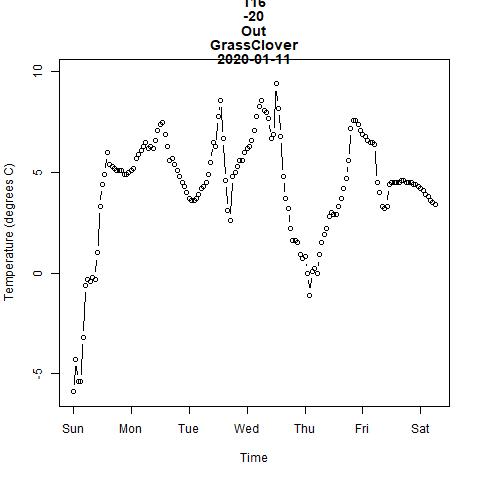 T16
-20
Out
GrassClover
2020-01-11
Temperature (degrees C)
10
5
0
-5
Sun Mon Tue Wed Thu Fri Sat
Time